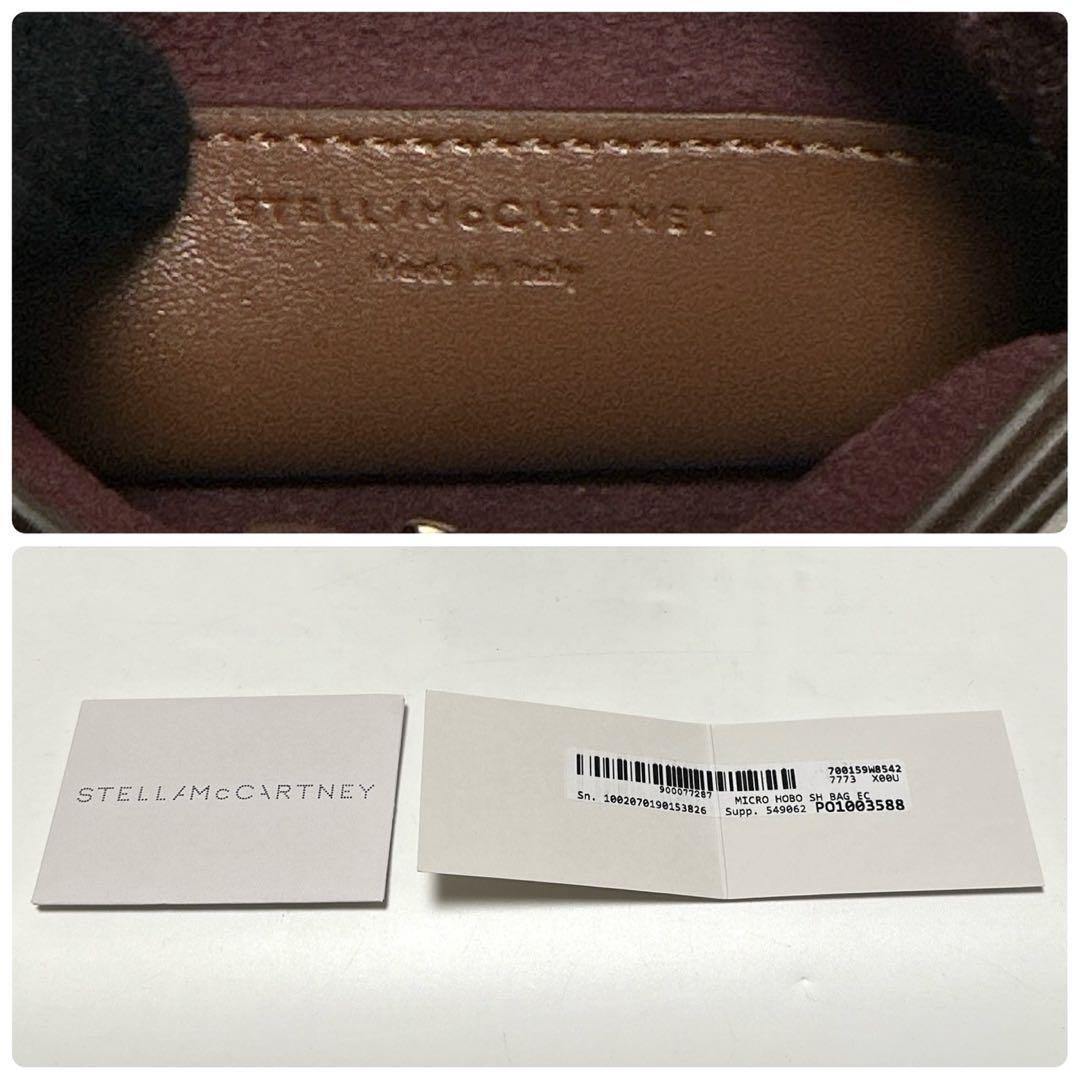 STELLA McCARTNEY
Made in Italy
STELLA McCARTNEY
700159W8542
7773 X00U
900077287
MICRO HOBO SH BAG EC
Sn. 1002070190153826
Supp. 549062 PO1003588